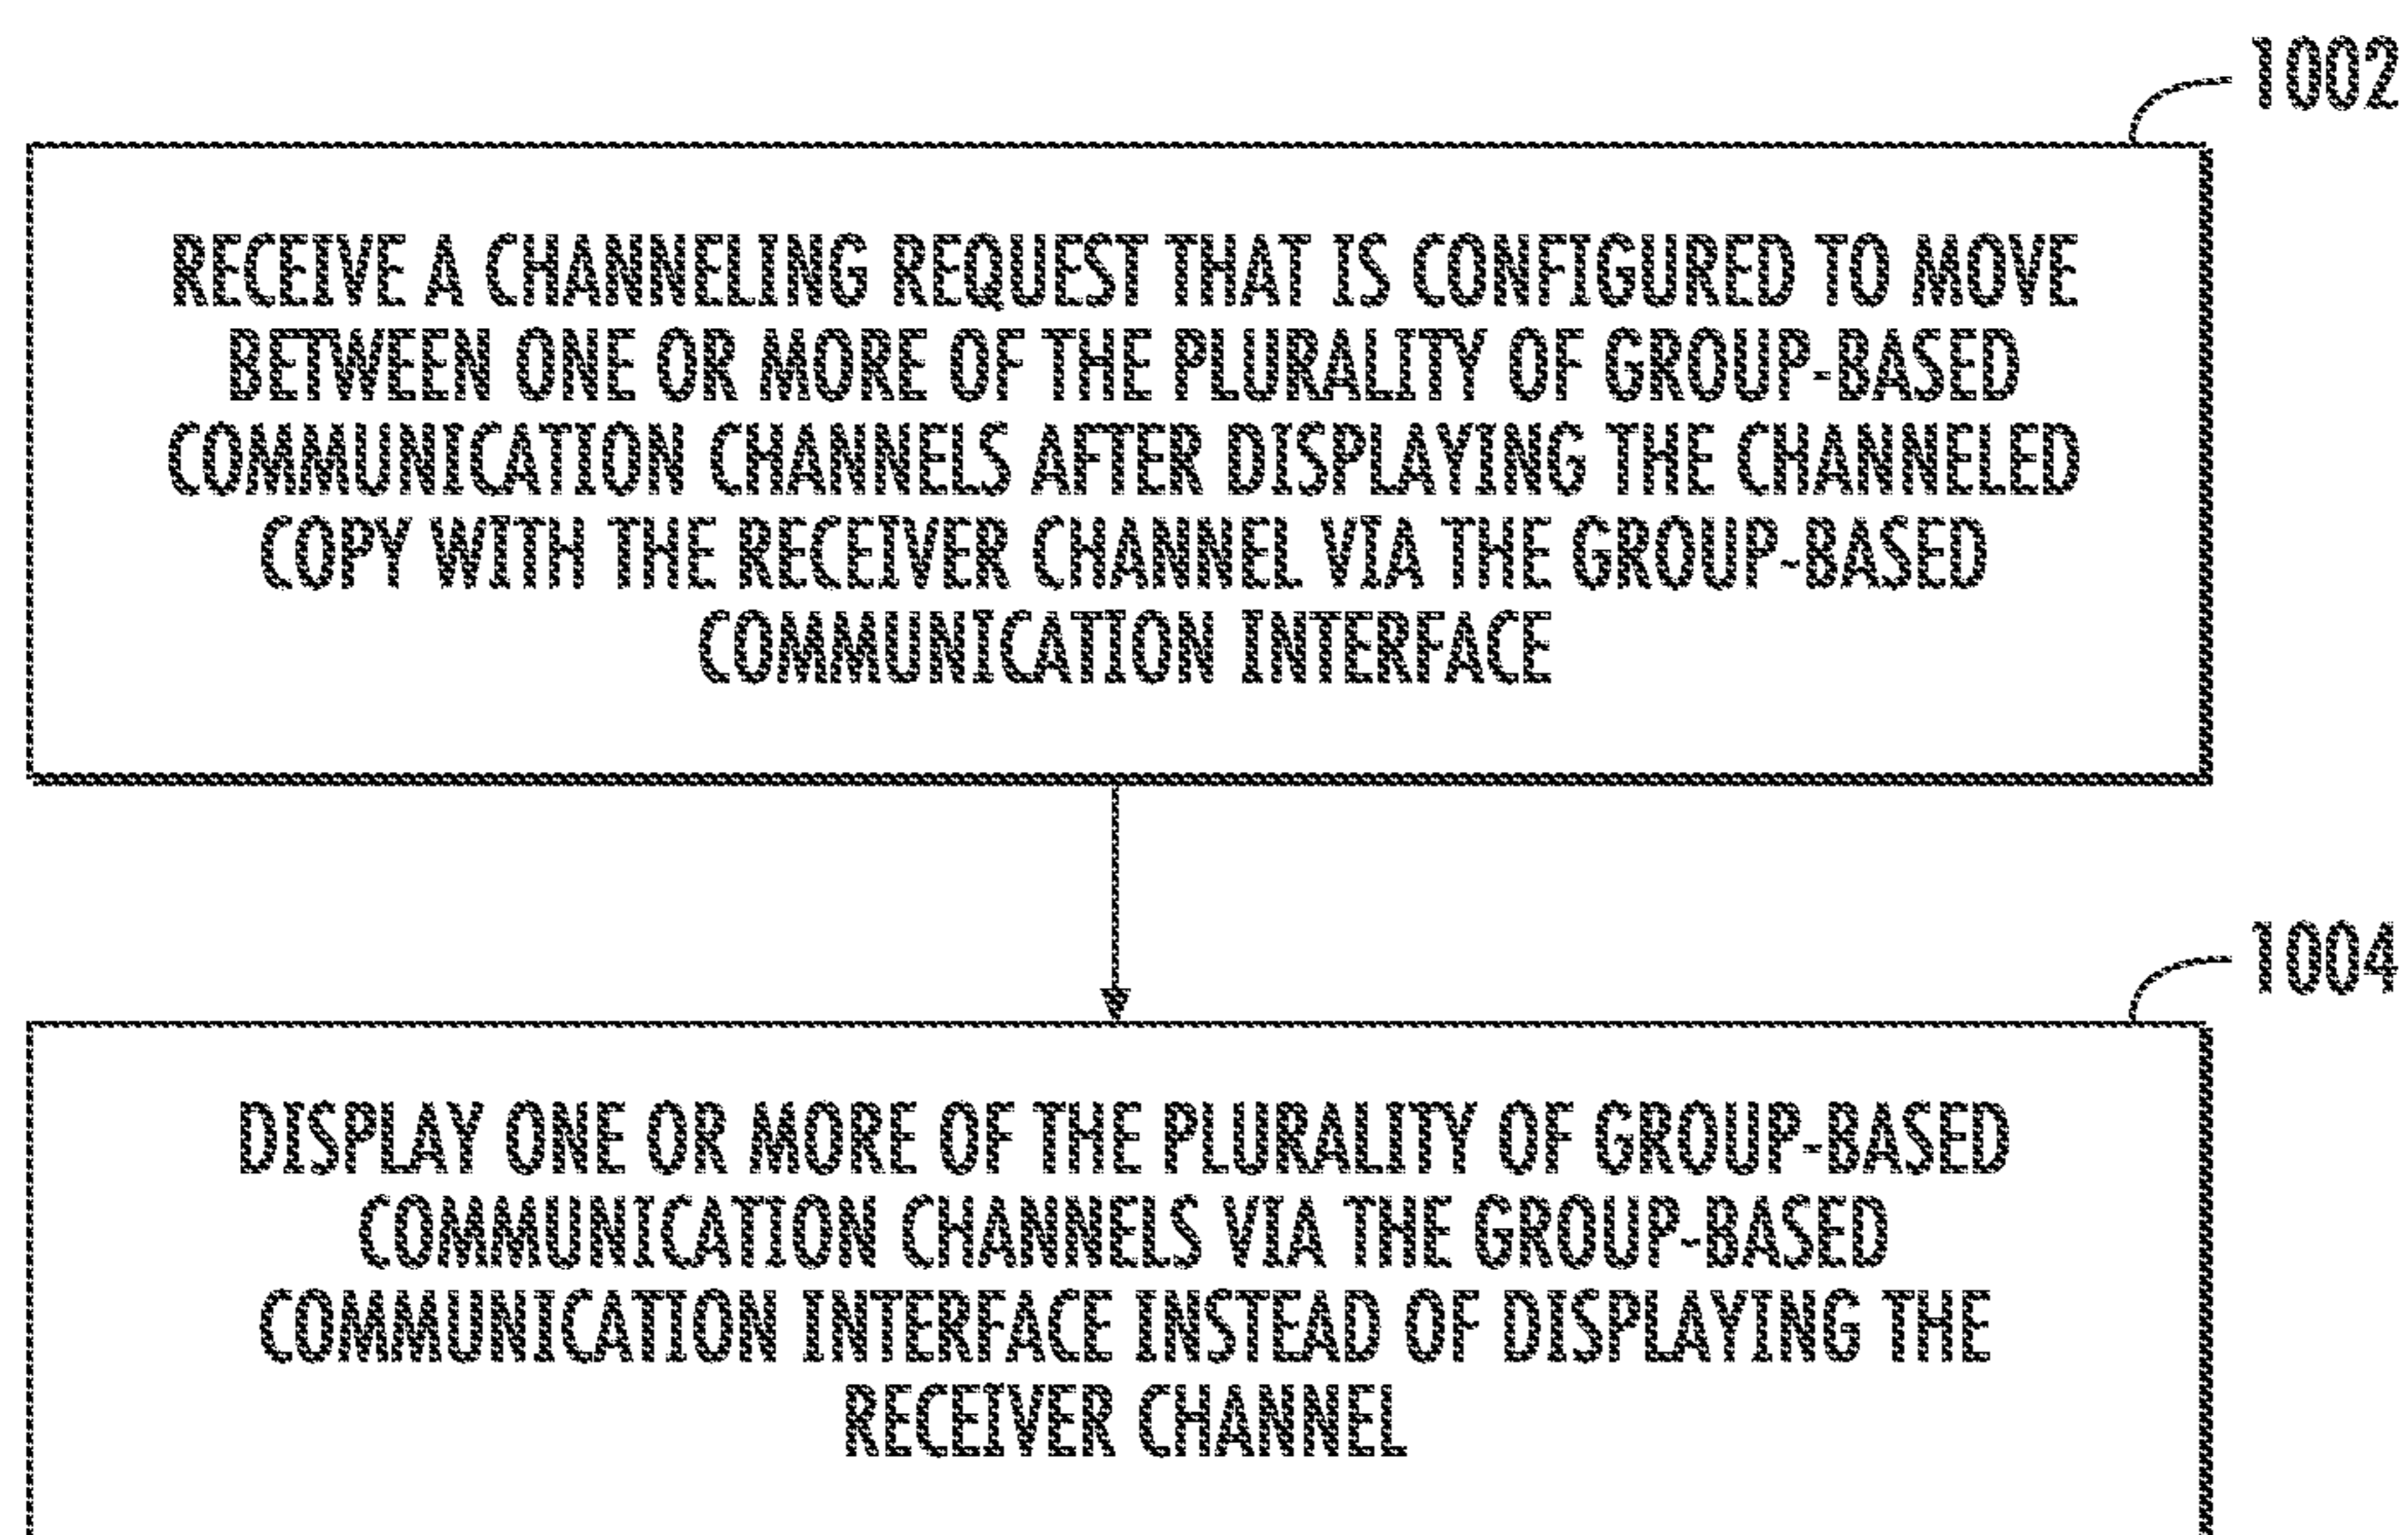 1002
RECEIVE A CHANNELING REQUEST THAT IS CONFIGURED TO MOVE
BETWEEN ONE OR MORE OF THE PLURALITY OF GROUP-BASED
COMMUNICATION CHANNELS AFTER DISPLAYING THE CHANNELED
COPY WITH THE RECEIVER CHANNEL VIA THE GROUP-BASED
COMMUNICATION INTERFACE
1004
DISPLAY ONE OR MORE OF THE PLURALITY OF GROUP-BASED
COMMUNICATION CHANNELS VIA THE GROUP-BASED
COMMUNICATION INTERFACE INSTEAD OF DISPLAYING THE
RECEIVER CHANNEL